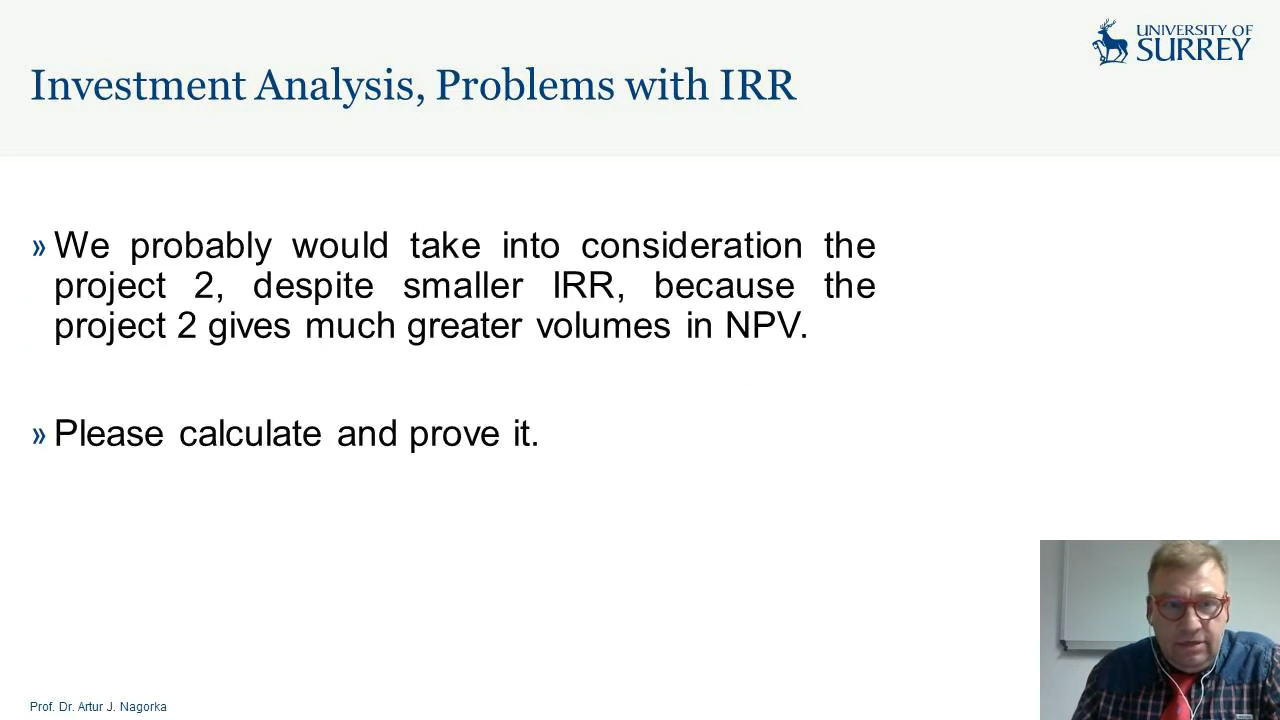 UNIVERSITY OF
SURREY
Investment Analysis, Problems with IRR
» We probably would take into consideration the
project 2, despite smaller IRR, because the
project 2 gives much greater volumes in NPV.
» Please calculate and prove it.
Prof. Dr. Artur J. Nagorka